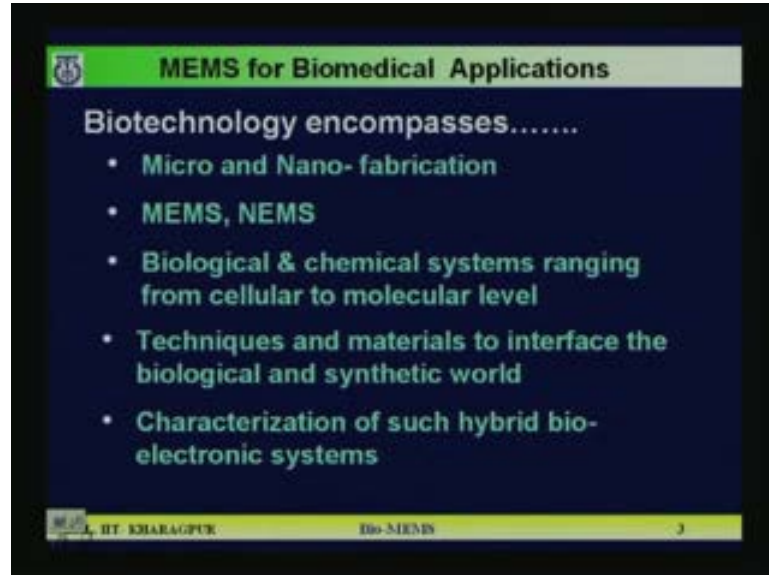 MEMS for Biomedical Applications
Biotechnology encompasses.......
• Micro and Nano- fabrication
• MEMS, NEMS
• Biological & chemical systems ranging
from cellular to molecular level
• Techniques and materials to interface the
biological and synthetic world
• Characterization of such hybrid bio-
electronic systems
IIT KHARAGPUR Bio-MEMS 3